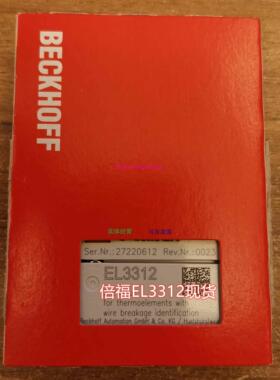 BECKHOFF
Ser.Nr.:27220612 Rev.Nr.:0023
EL3312
倍福EL3312现货
for thermoelements with
wire breakage identification
Beckhoff Automation GmbH & Co. KG / Huelshorstweg